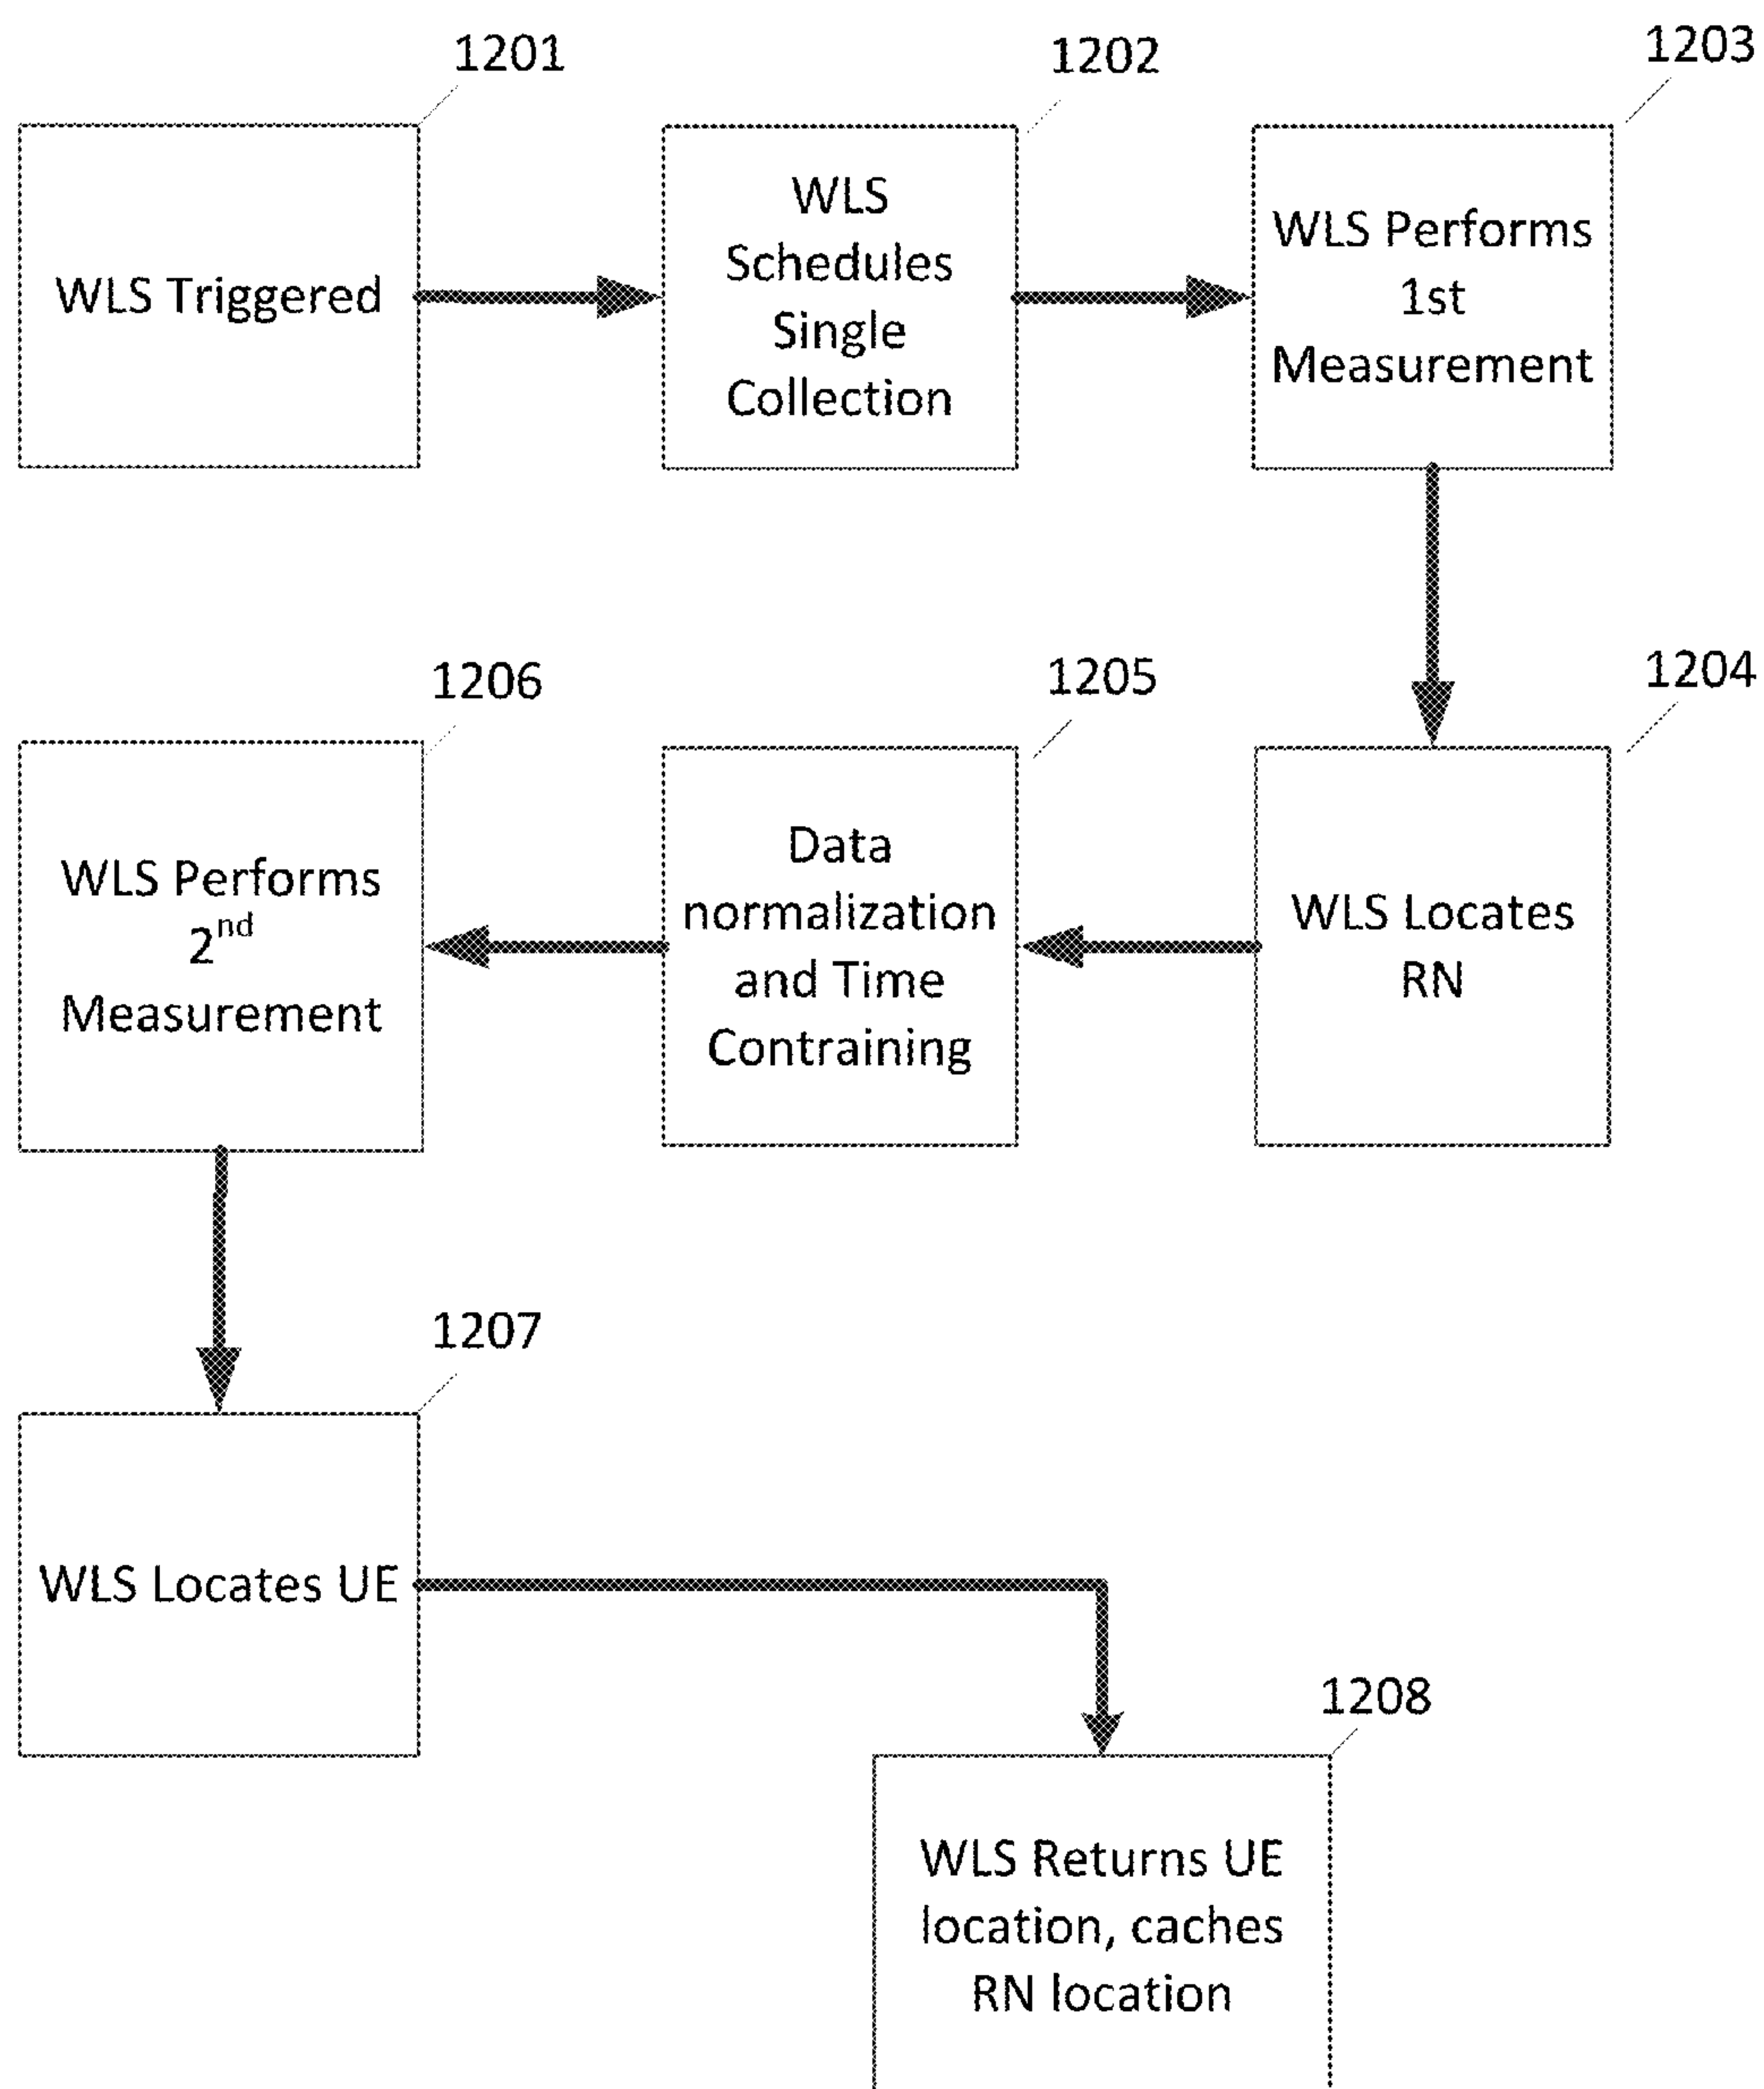 1201
WLS Triggered
1202
WLS
Schedules
Single
Collection
1203
WLS Performs
1st
Measurement
1204
WLS Locates
RN
1205
Data
normalization
and Time
Contraining
1206
WLS Performs
2nd
Measurement
1207
WLS Locates UE
1208
WLS Returns UE
location, caches
RN location